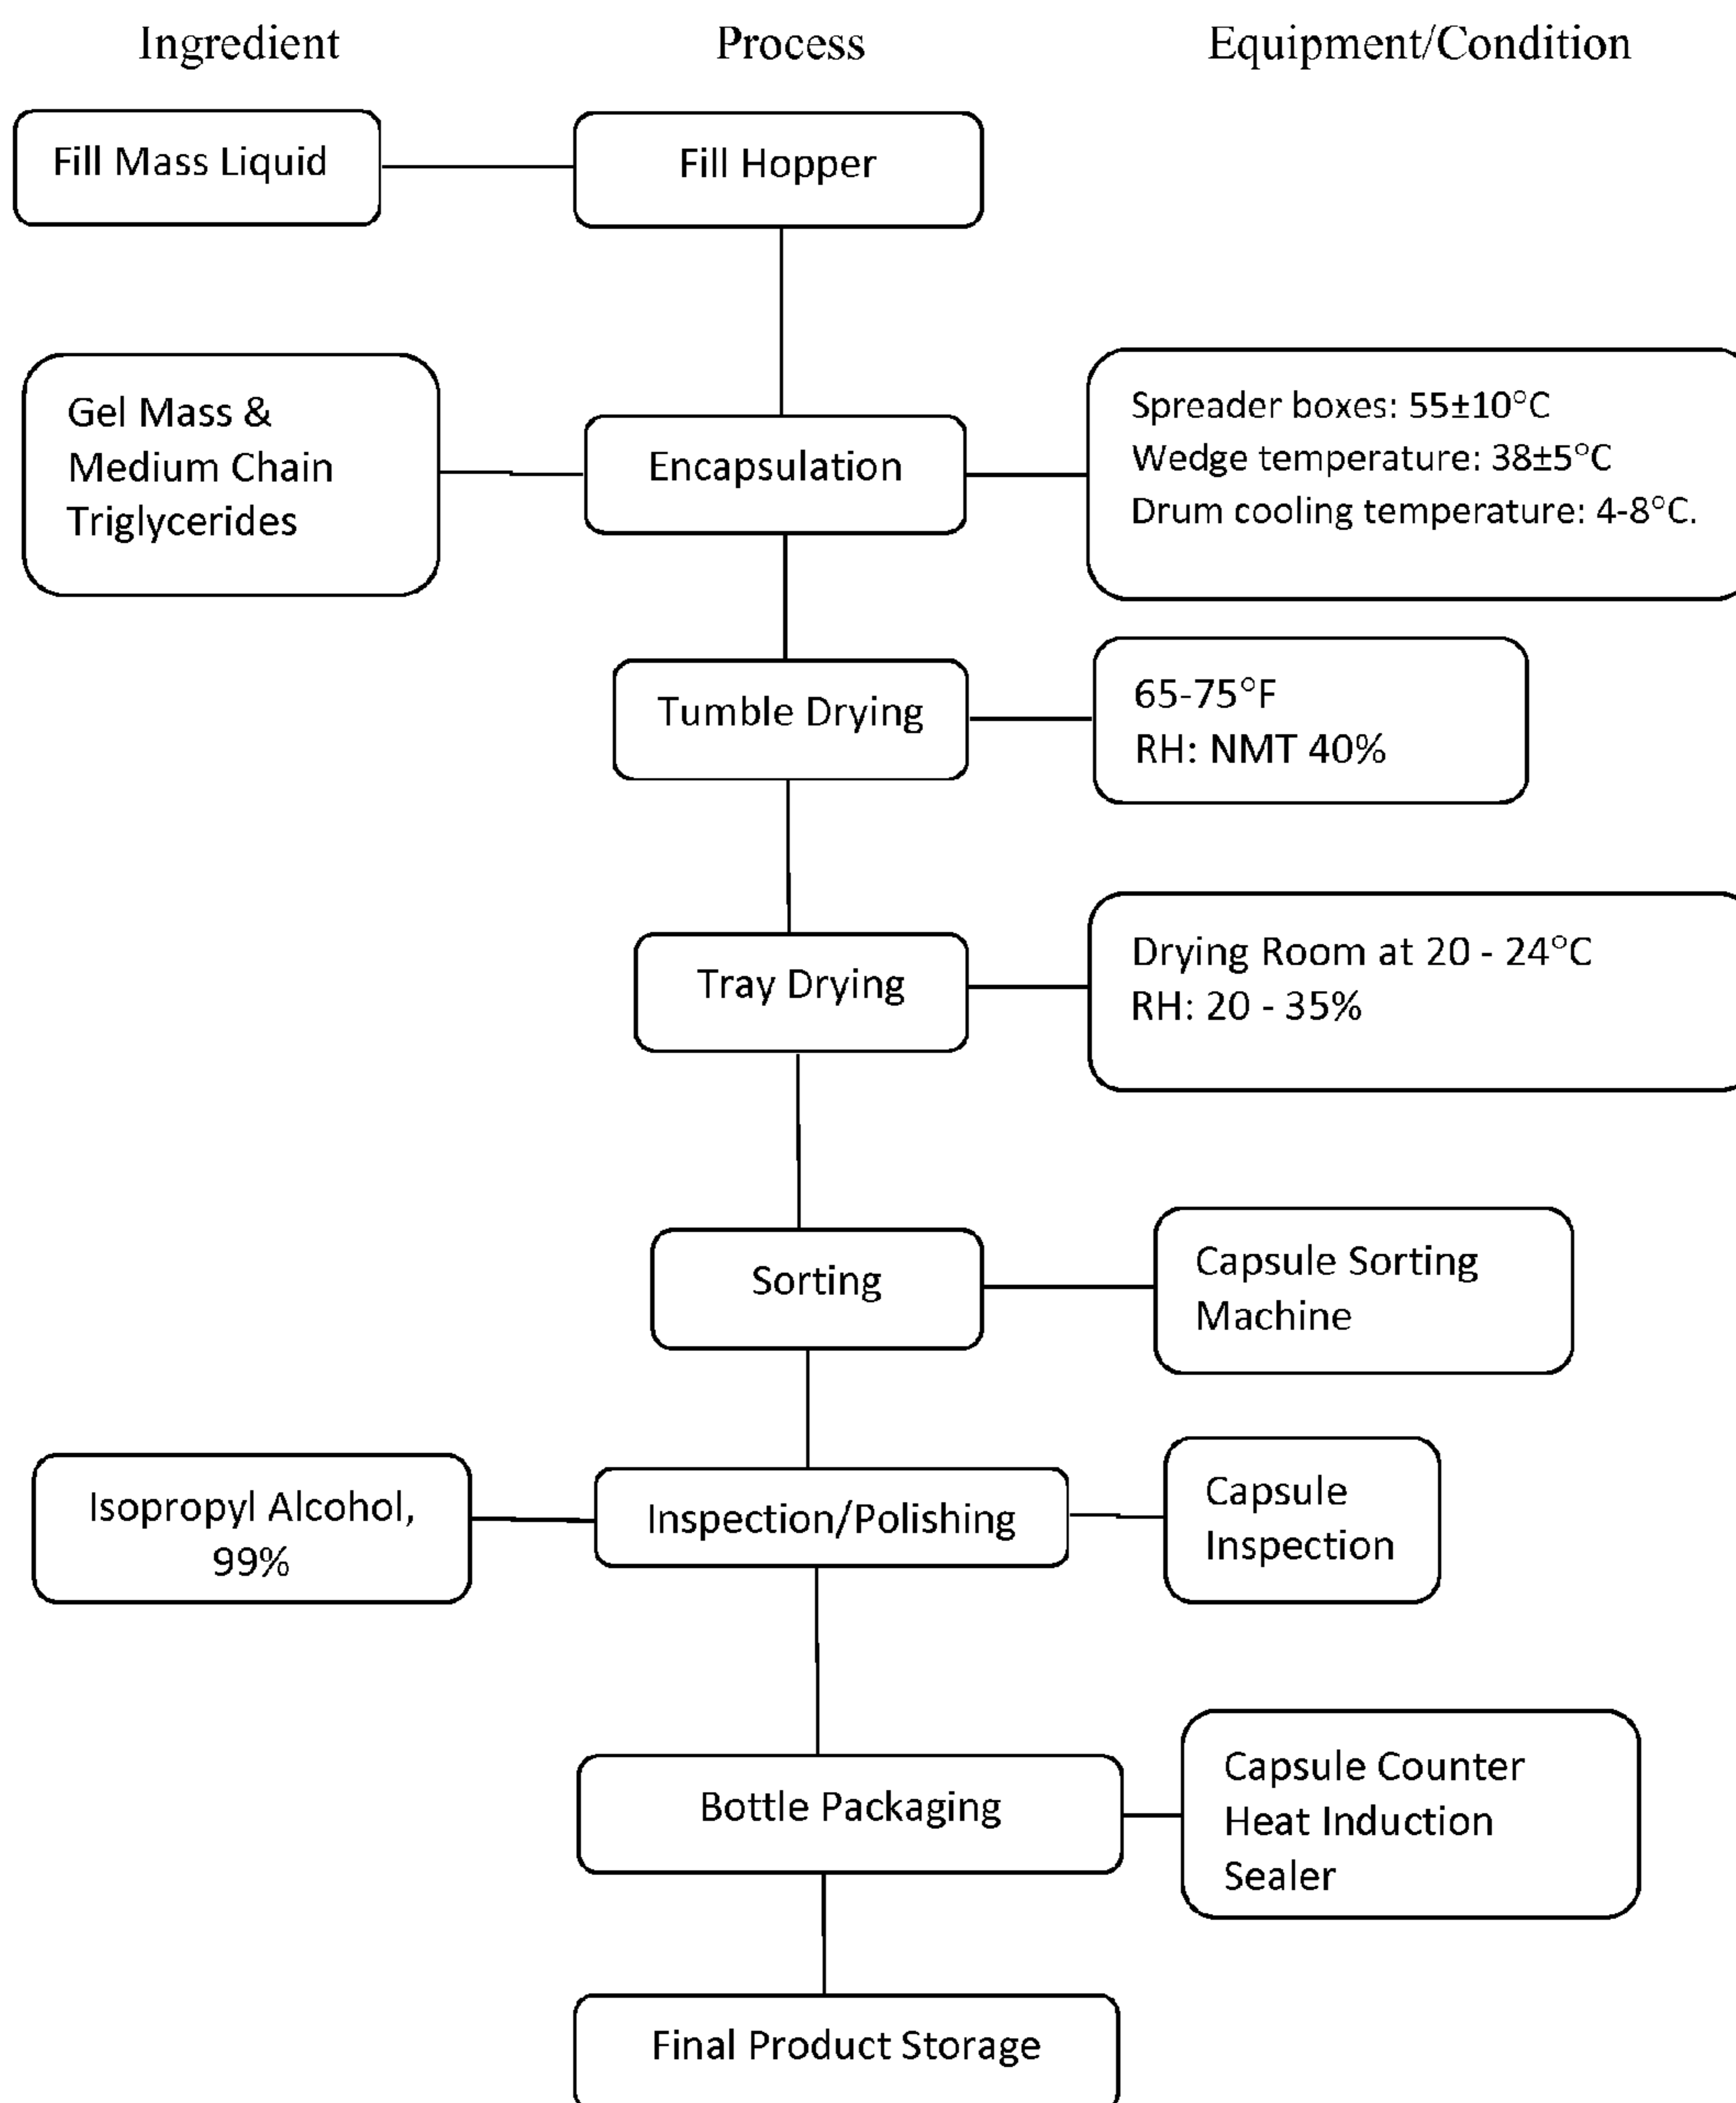 Ingredient
Process
Equipment/Condition
Fill Mass Liquid
Fill Hopper
Gel Mass &
Medium Chain
Triglycerides
Encapsulation
Spreader boxes: 55±10°C
Wedge temperature: 38±5°C
Drum cooling temperature: 4-8°C.
Tumble Drying
65-75°F
RH: NMT 40%
Tray Drying
Drying Room at 20 - 24°C
RH: 20 - 35%
Sorting
Capsule Sorting
Machine
Isopropyl Alcohol,
99%
Inspection/Polishing
Capsule
Inspection
Bottle Packaging
Capsule Counter
Heat Induction
Sealer
Final Product Storage